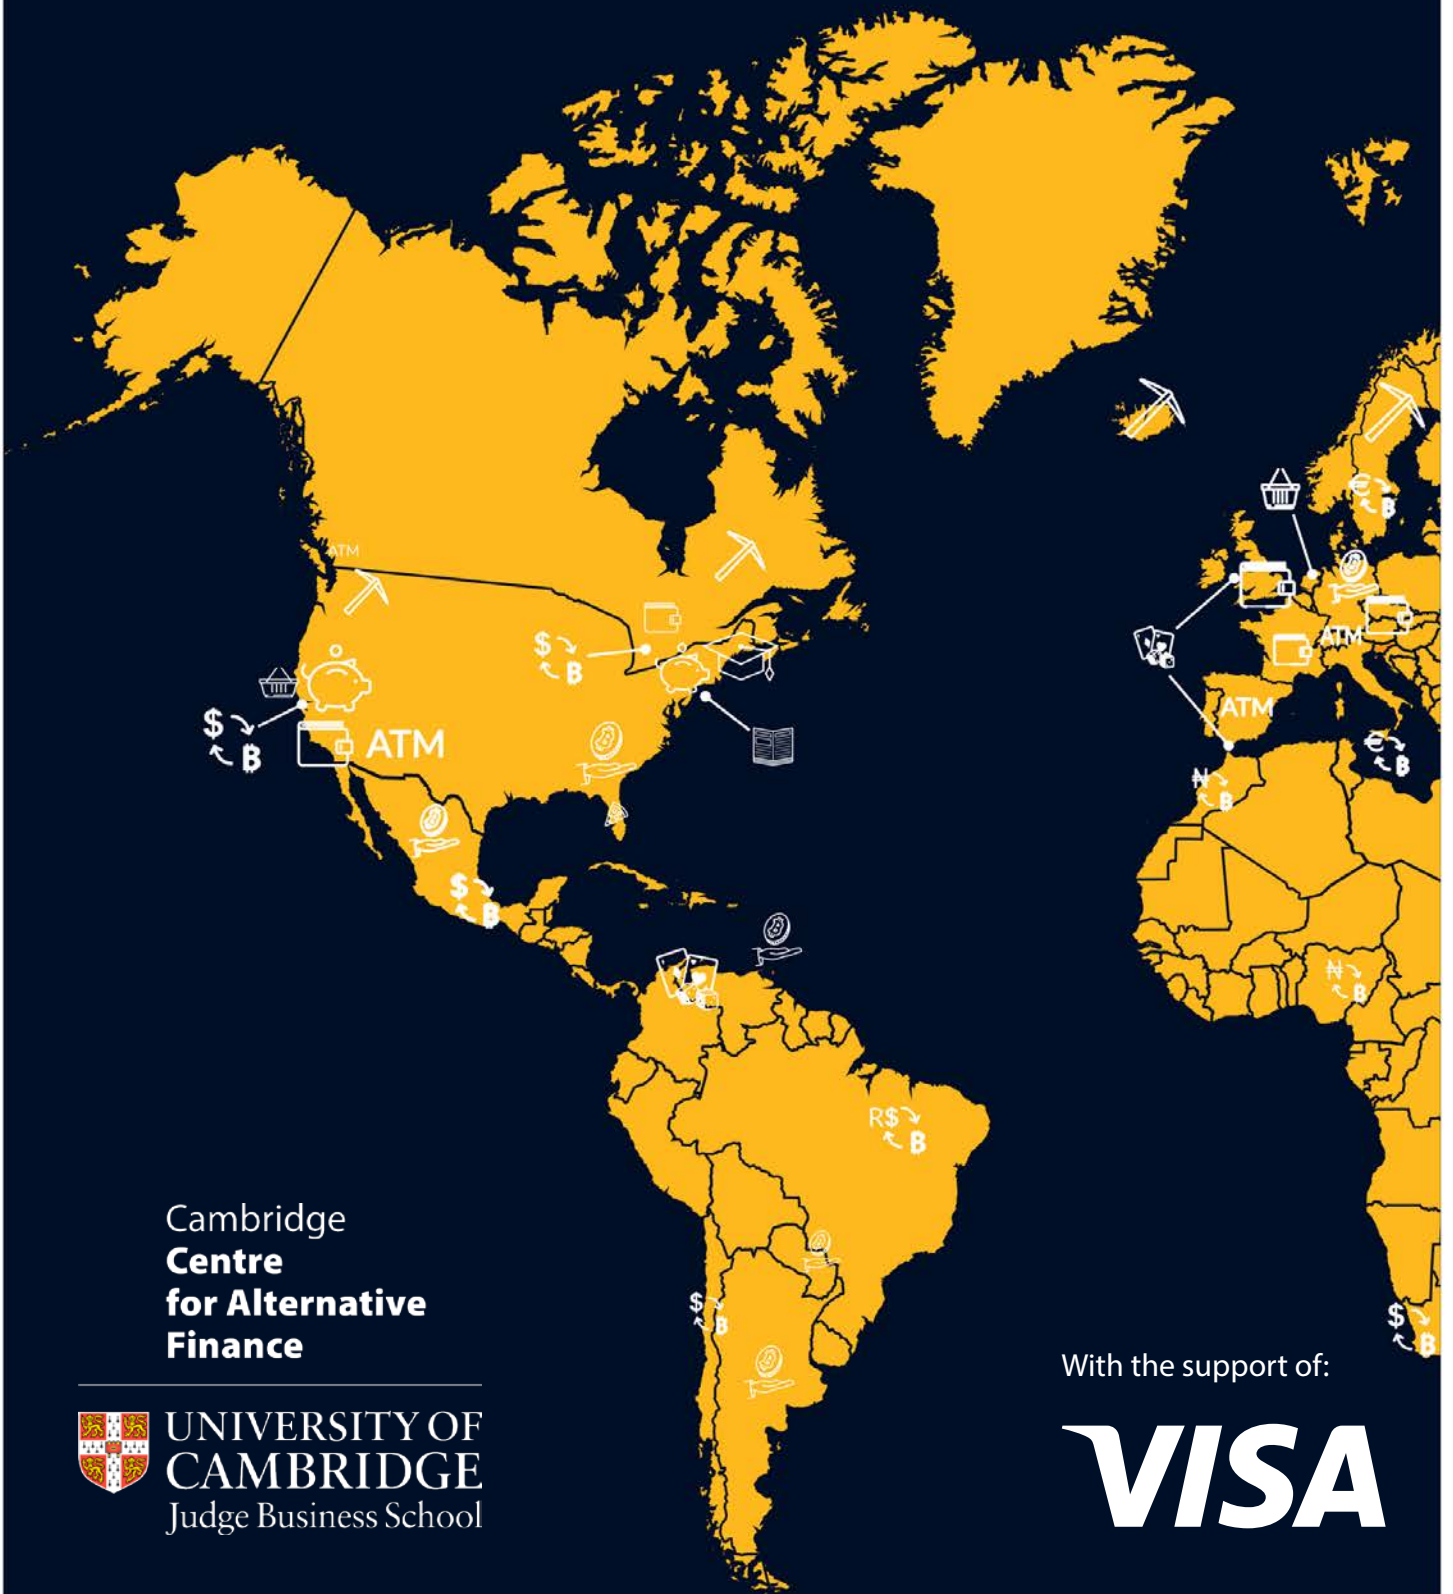 ATM
$
฿
$
฿
ATM
$
฿
€
฿
ATM
ATM
€
฿
₦
฿
₦
฿
R$
฿
$
฿
$
฿
Cambridge
Centre
for Alternative
Finance
UNIVERSITY OF
CAMBRIDGE
Judge Business School
With the support of:
VISA